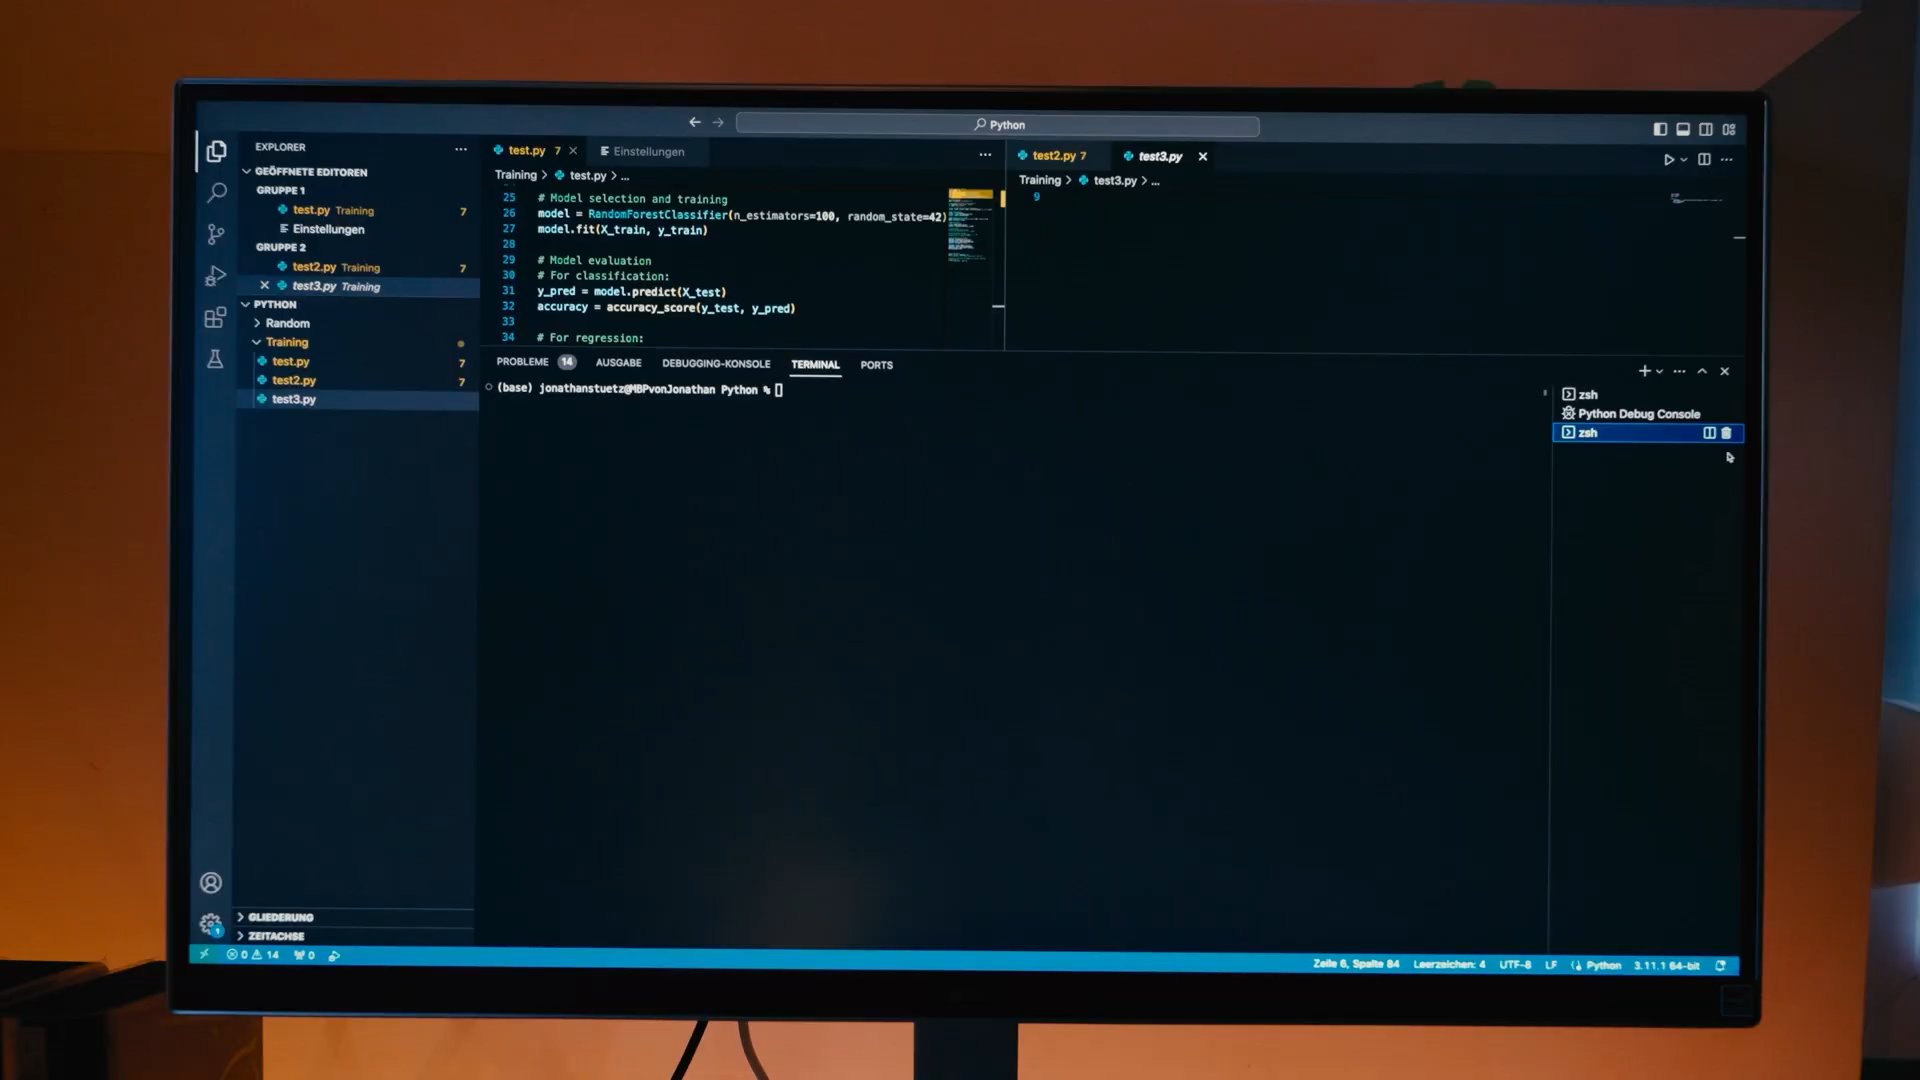 Python
EXPLORER
GEÖFFNETE EDITOREN
GRUPPE 1
test.py Training 7
Einstellungen
GRUPPE 2
test2.py Training 7
test3.py Training
PYTHON
Random
Training
test.py 7
test2.py 7
test3.py
GLIEDERUNG
ZEITACHSE
test.py 7
Einstellungen
Training > test.py > ...
25 # Model selection and training
26 model = RandomForestClassifier(n_estimators=100, random_state=42)
27 model.fit(X_train, y_train)
28
29 # Model evaluation
30 # For classification:
31 y_pred = model.predict(X_test)
32 accuracy = accuracy_score(y_test, y_pred)
33
34 # For regression:
test2.py 7
test3.py
Training > test3.py > ...
9
PROBLEME 14 AUSGABE DEBUGGING-KONSOLE TERMINAL PORTS
(base) jonathanstuetz@MBPvonJonathan Python %
zsh
Python Debug Console
zsh
1
0 14 0
Zeile 6, Spalte 84 Leerzeichen: 4 UTF-8 LF Python 3.11.1 64-bit